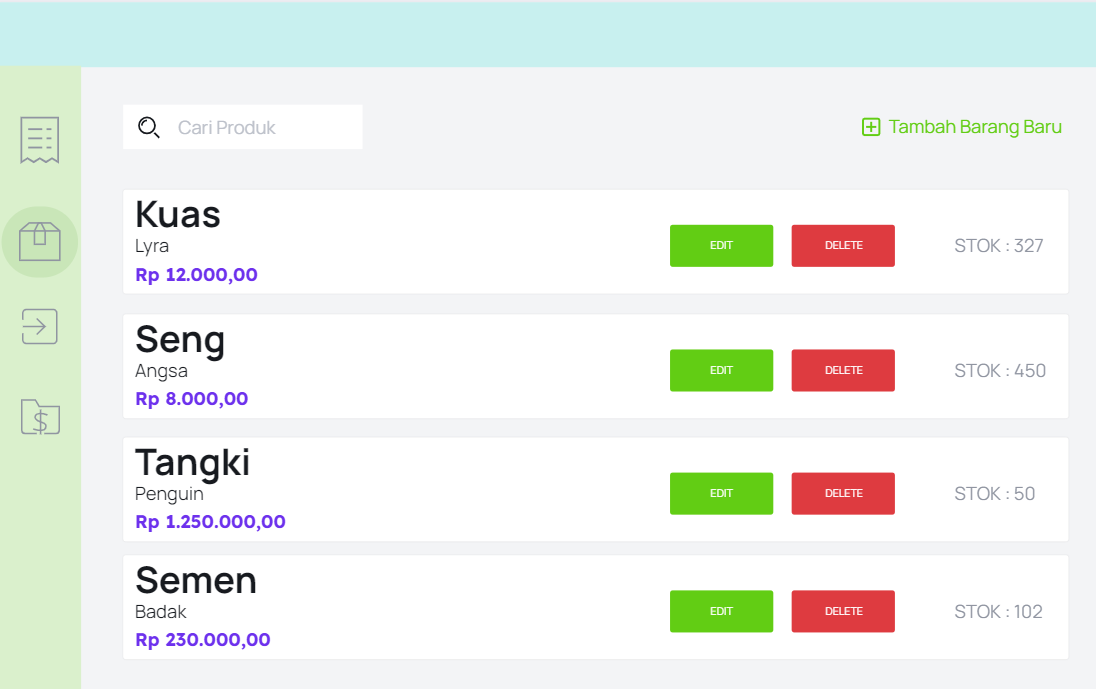 Cari Produk
Tambah Barang Baru
Kuas
Lyra
Rp 12.000,00
EDIT
DELETE
STOK : 327
Seng
Angsa
Rp 8.000,00
EDIT
DELETE
STOK : 450
Tangki
Penguin
Rp 1.250.000,00
EDIT
DELETE
STOK : 50
Semen
Badak
Rp 230.000,00
EDIT
DELETE
STOK : 102